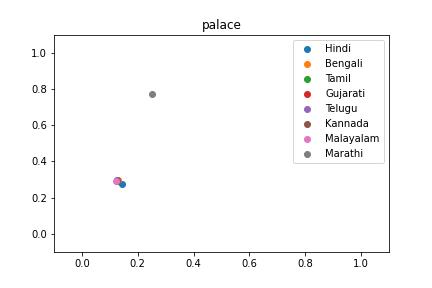 palace
1.0
0.8
0.6
0.4
0.2
0.0
0.0 0.2 0.4 0.6 0.8 1.0
Hindi
Bengali
Tamil
Gujarati
Telugu
Kannada
Malayalam
Marathi